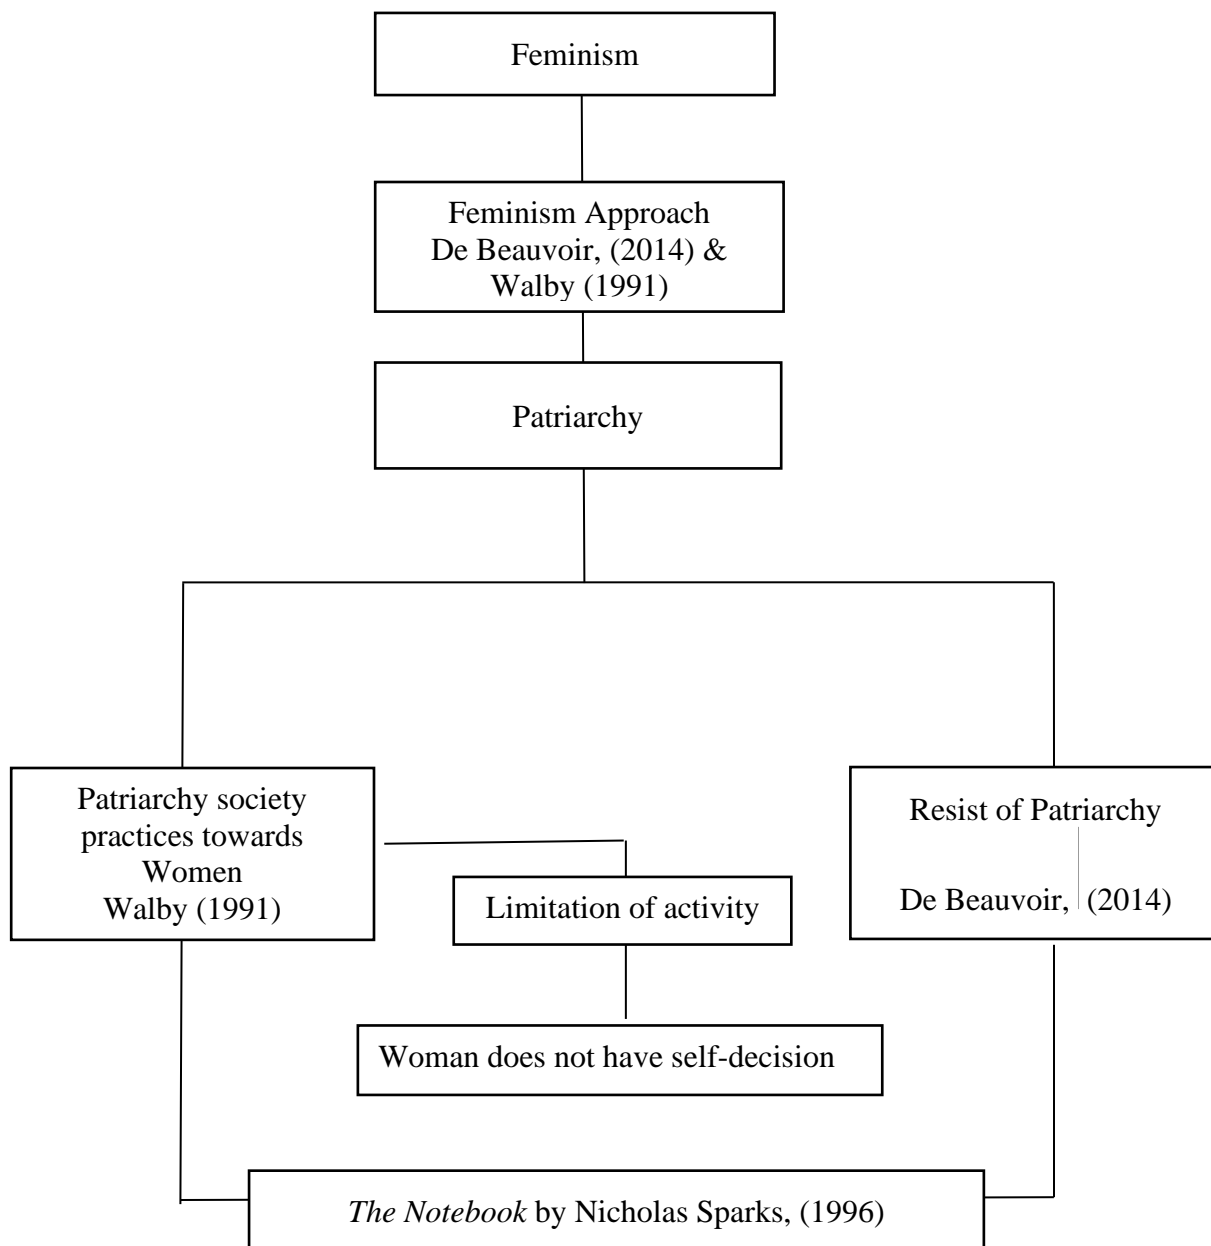 Feminism
Feminism Approach
De Beauvoir, (2014) &
Walby (1991)
Patriarchy
Patriarchy society
practices towards
Women
Walby (1991)
Limitation of activity
Woman does not have self-decision
Resist of Patriarchy
De Beauvoir, (2014)
The Notebook by Nicholas Sparks, (1996)